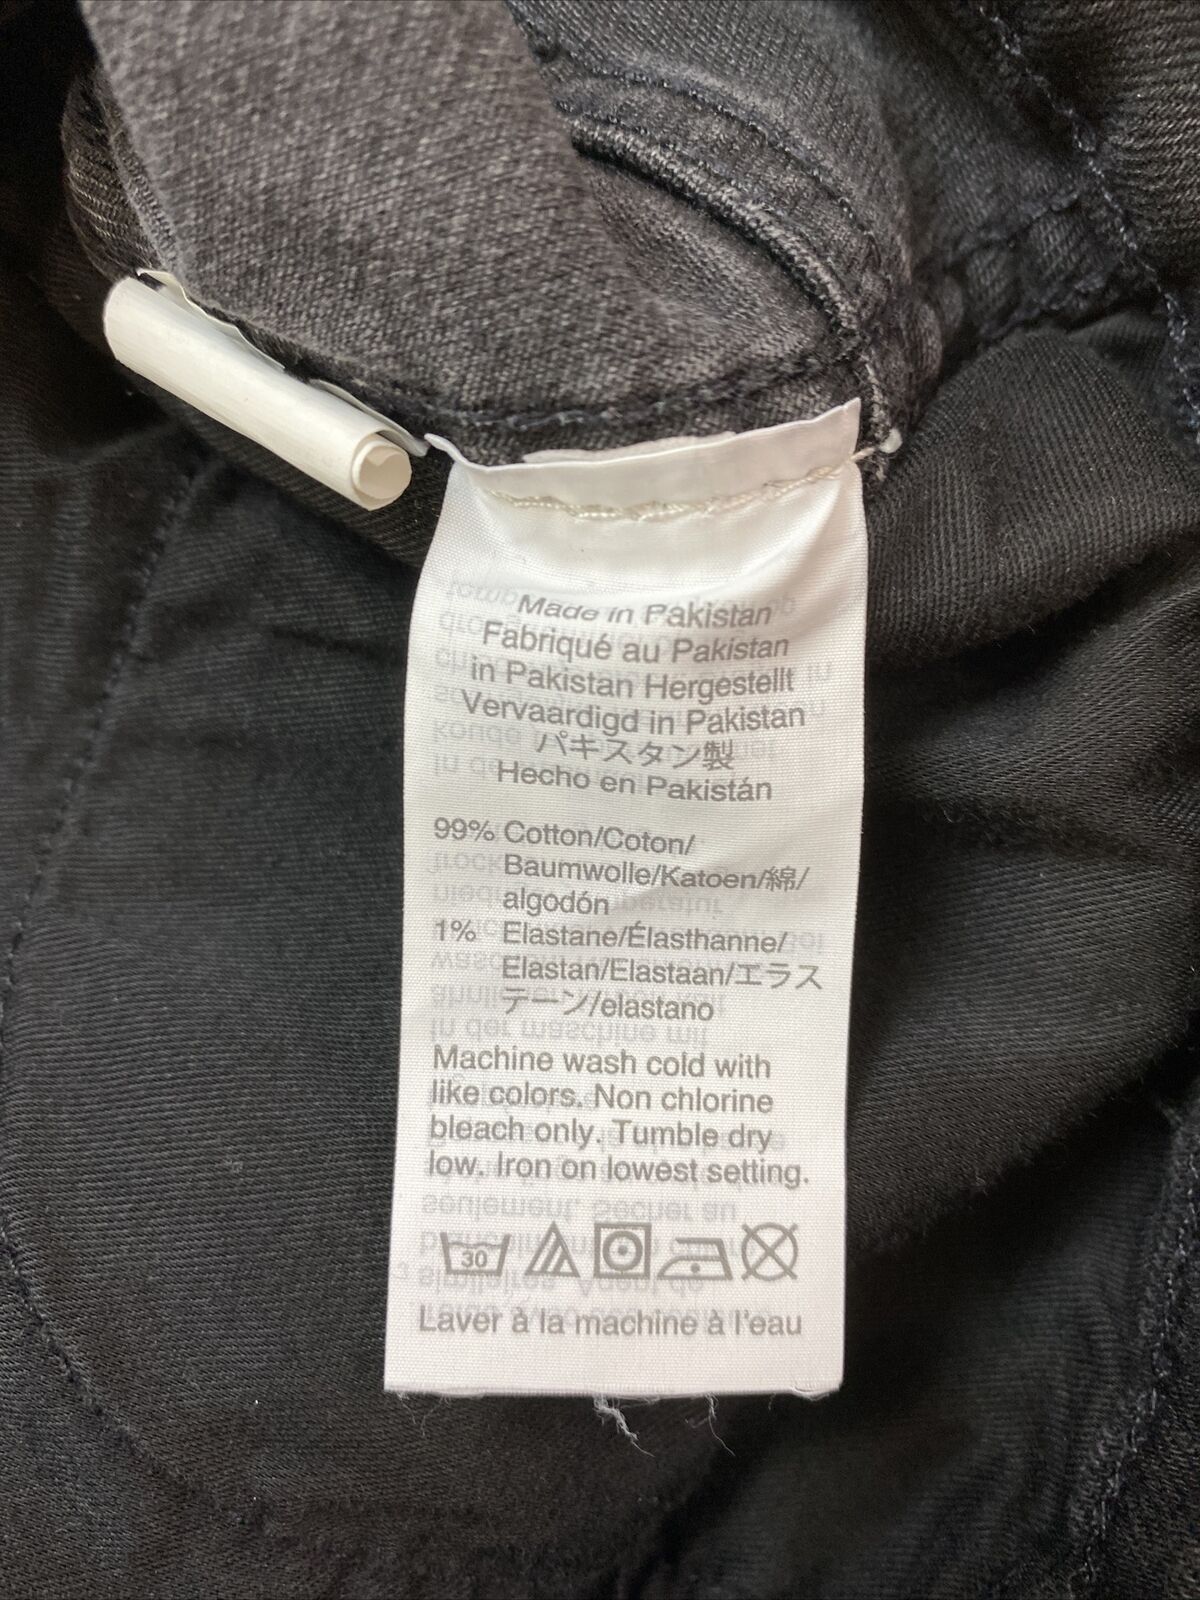 Made in Pakistan
Fabriqué au Pakistan
in Pakistan Hergestellt
Vervaardigd in Pakistan
パキスタン製
Hecho en Pakistán
99% Cotton/Coton/
Baumwolle/Katoen/綿/
algodón
1% Elastane/Élasthanne/
Elastan/Elastaan/エラス
テーン/elastano
Machine wash cold with
like colors. Non chlorine
bleach only. Tumble dry
low. Iron on lowest setting.
30
Laver à la machine à l'eau